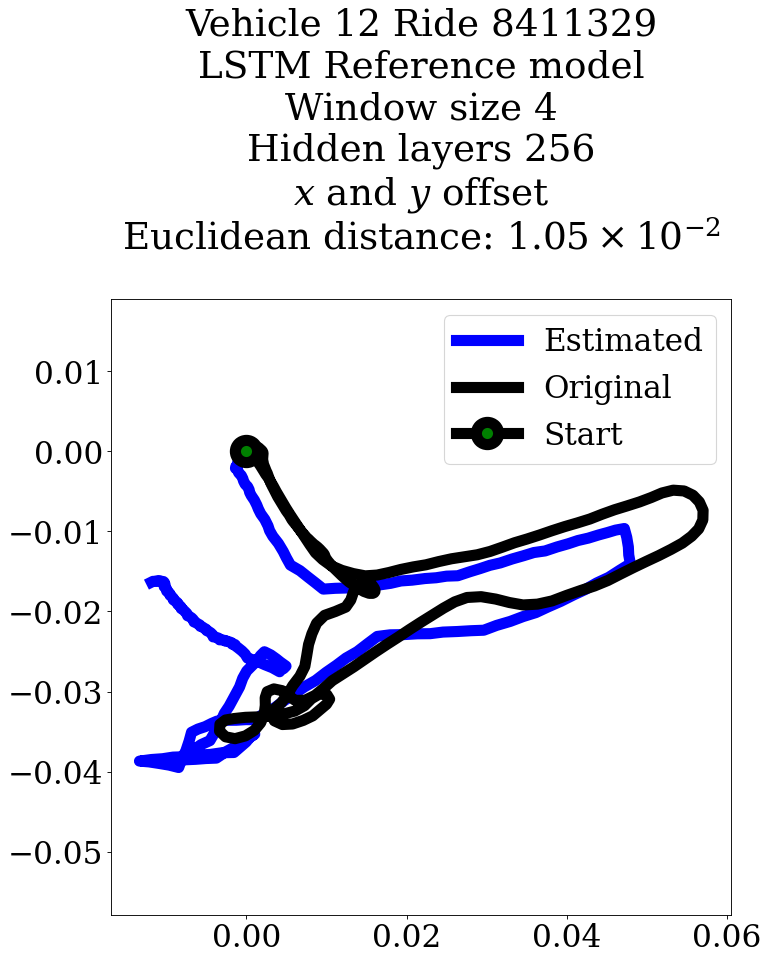 Vehicle 12 Ride 8411329
LSTM Reference model
Window size 4
Hidden layers 256
x and y offset
Euclidean distance: 1.05 × 10⁻²
Estimated
Original
Start
0.01
0.00
−0.01
−0.02
−0.03
−0.04
−0.05
0.00 0.02 0.04 0.06